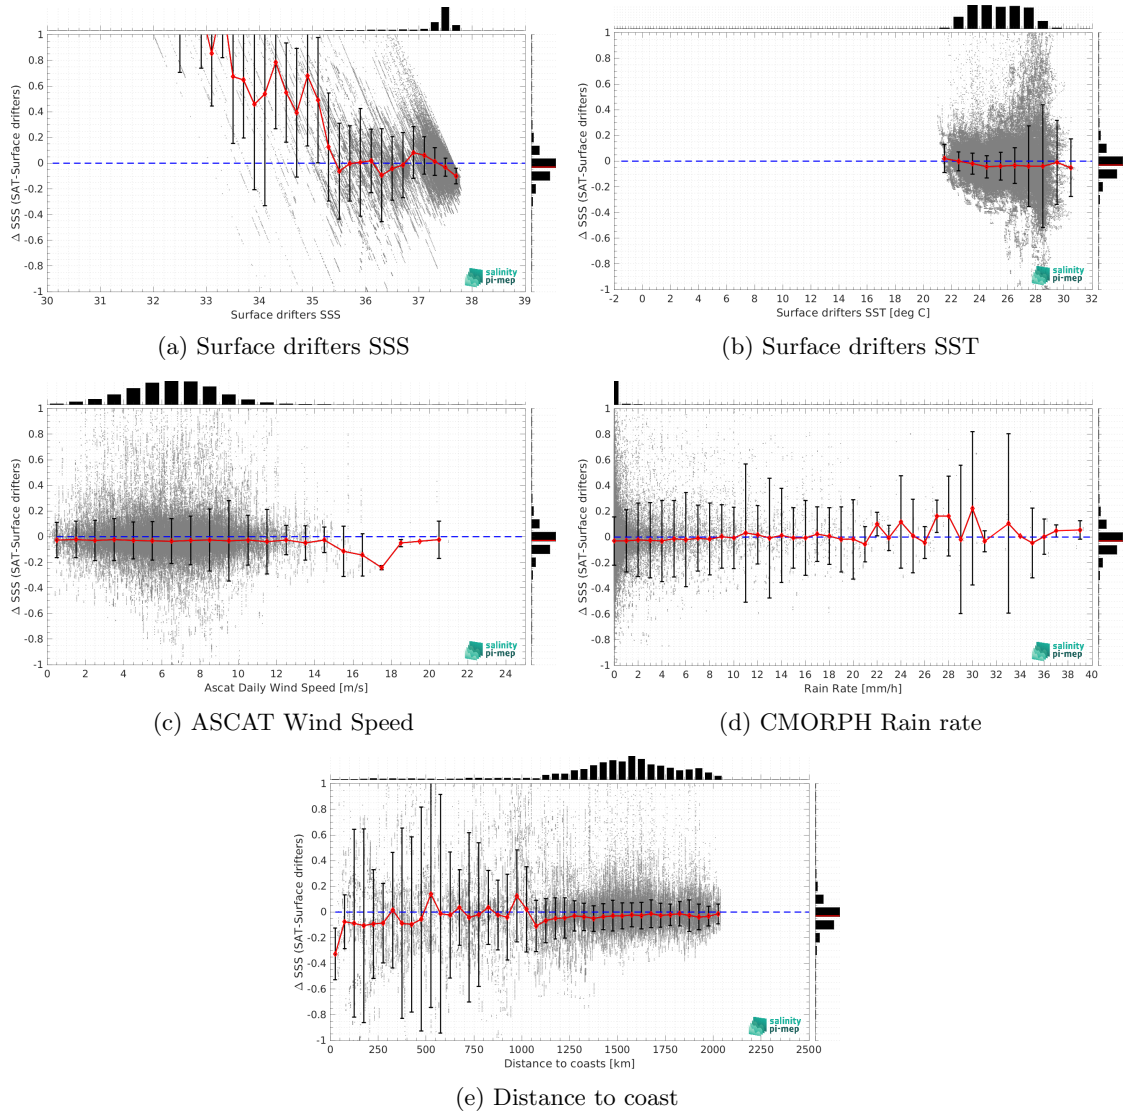 1
0.8
0.6
0.4
0.2
0
-0.2
-0.4
-0.6
-0.8
-1
Δ SSS (SAT-Surface drifters)
30 31 32 33 34 35 36 37 38 39
Surface drifters SSS
salinity
pi-mep
(a) Surface drifters SSS
1
0.8
0.6
0.4
0.2
0
-0.2
-0.4
-0.6
-0.8
-1
Δ SSS (SAT-Surface drifters)
-2 0 2 4 6 8 10 12 14 16 18 20 22 24 26 28 30 32
Surface drifters SST [deg C]
salinity
pi-mep
(b) Surface drifters SST
1
0.8
0.6
0.4
0.2
0
-0.2
-0.4
-0.6
-0.8
-1
Δ SSS (SAT-Surface drifters)
0 2 4 6 8 10 12 14 16 18 20 22 24
Ascat Daily Wind Speed [m/s]
salinity
pi-mep
(c) ASCAT Wind Speed
1
0.8
0.6
0.4
0.2
0
-0.2
-0.4
-0.6
-0.8
-1
Δ SSS (SAT-Surface drifters)
0 2 4 6 8 10 12 14 16 18 20 22 24 26 28 30 32 34 36 38 40
Rain Rate [mm/h]
salinity
pi-mep
(d) CMORPH Rain rate
1
0.8
0.6
0.4
0.2
0
-0.2
-0.4
-0.6
-0.8
-1
Δ SSS (SAT-Surface drifters)
0 250 500 750 1000 1250 1500 1750 2000 2250 2500
Distance to coasts [km]
salinity
pi-mep
(e) Distance to coast